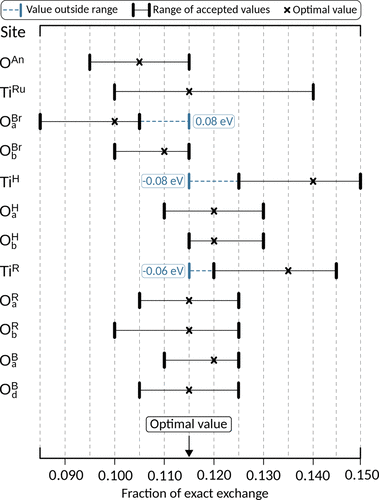 Value outside range Range of accepted values Optimal value
Site
O^An
Ti^Ru
O_a^Br 0.08 eV
O_b^Br
Ti^H -0.08 eV
O_a^H
O_b^H
Ti^R -0.06 eV
O_a^R
O_b^R
O_a^B
O_d^B
Optimal value
0.090 0.100 0.110 0.120 0.130 0.140 0.150
Fraction of exact exchange